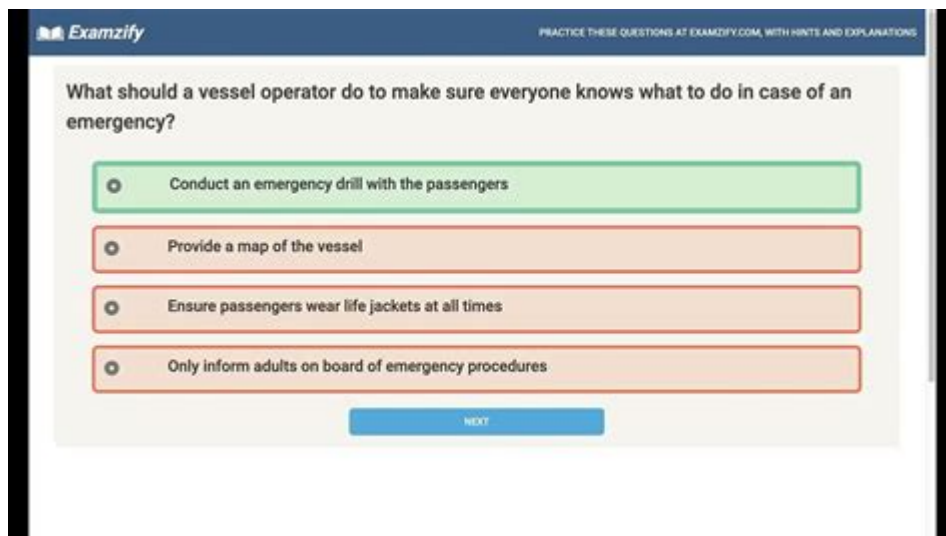 Examzify
PRACTICE THESE QUESTIONS AT EXAMZIFY.COM, WITH HINTS AND EXPLANATIONS
What should a vessel operator do to make sure everyone knows what to do in case of an
emergency?
Conduct an emergency drill with the passengers
Provide a map of the vessel
Ensure passengers wear life jackets at all times
Only inform adults on board of emergency procedures
NEXT